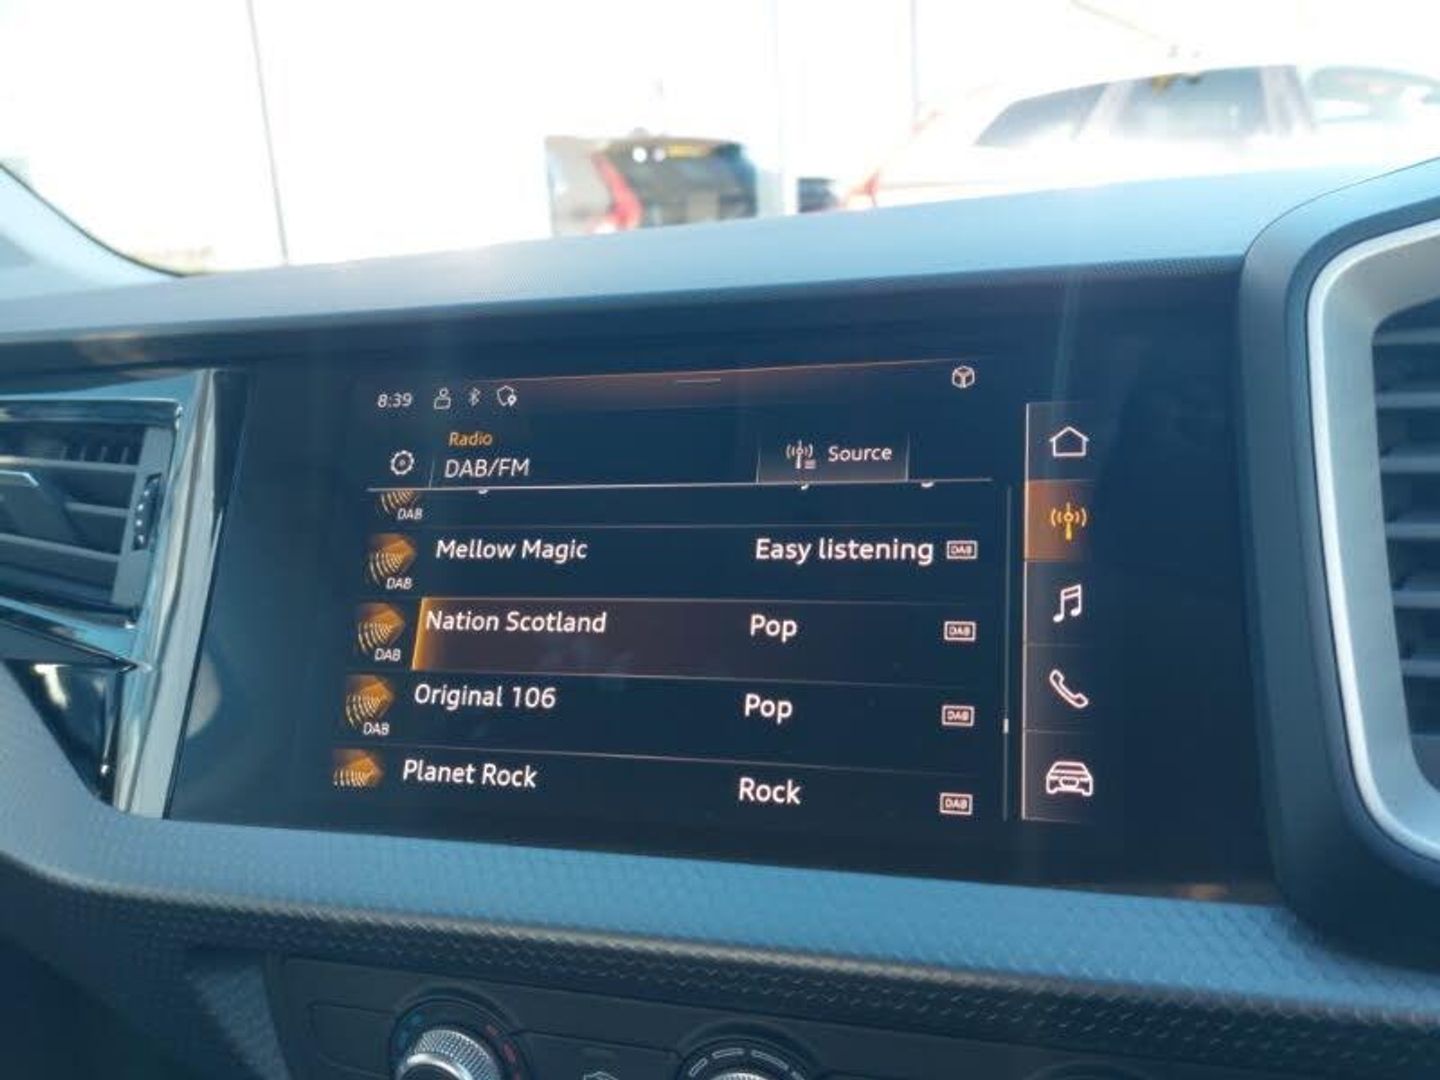 8:39
Radio
DAB/FM
Source
DAB
Mellow Magic Easy listening DAB
DAB
Nation Scotland Pop DAB
DAB
Original 106 Pop DAB
DAB
Planet Rock Rock DAB